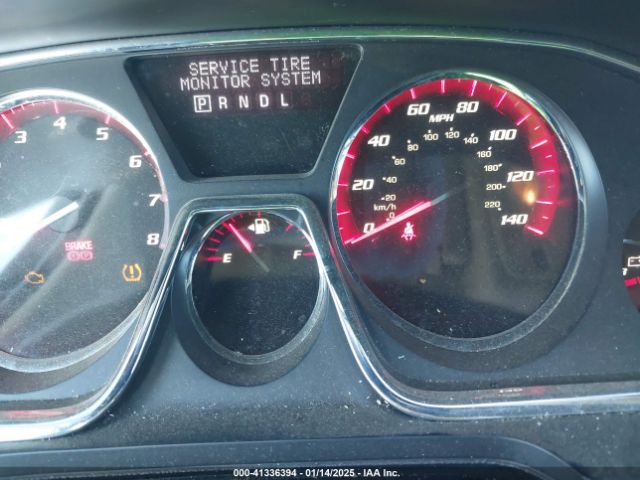 SERVICE TIRE
MONITOR SYSTEM
P R N D L
3 4 5 6 7 8
BRAKE
E F
0 20 40 60 80 100 120 140
MPH
0 20 40 60 80 100 120 140 160 180 200 220
km/h
000-41336394 - 01/14/2025 - IAA Inc.